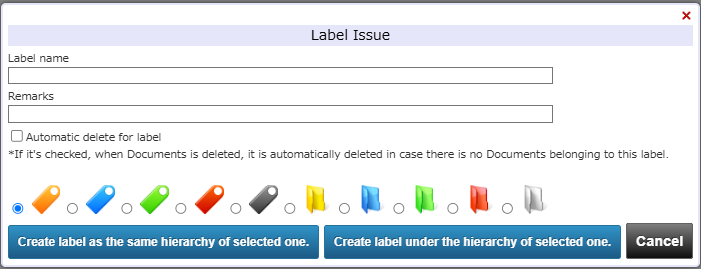 Label Issue
Label name
Remarks
Automatic delete for label
*If it's checked, when Documents is deleted, it is automatically deleted in case there is no Documents belonging to this label.
Create label as the same hierarchy of selected one. Create label under the hierarchy of selected one. Cancel